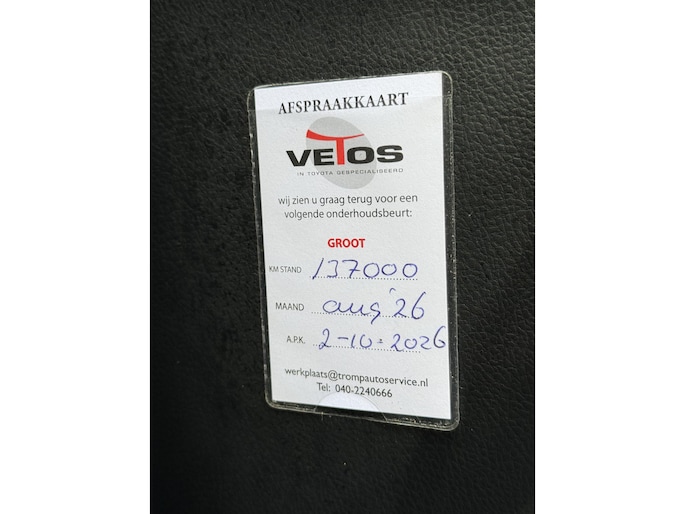 AFSPRAAKKAART
VETOS
IN TOYOTA GESPECIALISEERD
wij zien u graag terug voor een
volgende onderhoudsbeurt:
GROOT
KM STAND 137000
MAAND aug '26
A.P.K. 2-10-2026
werkplaats@trompautoservice.nl
Tel: 040-2240666